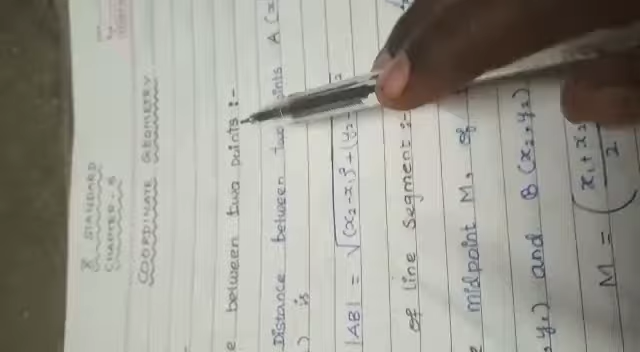 X STANDARD
CHAPTER-5
COORDINATE GEOMETRY
e between two points :-
Distance between two points A(x
) is
|AB| = √(x₂-x₁)²+(y₂-
of line segment :-
midpoint M, of
, y₁) and B(x₂, y₂)
M = (x₁+x₂/2